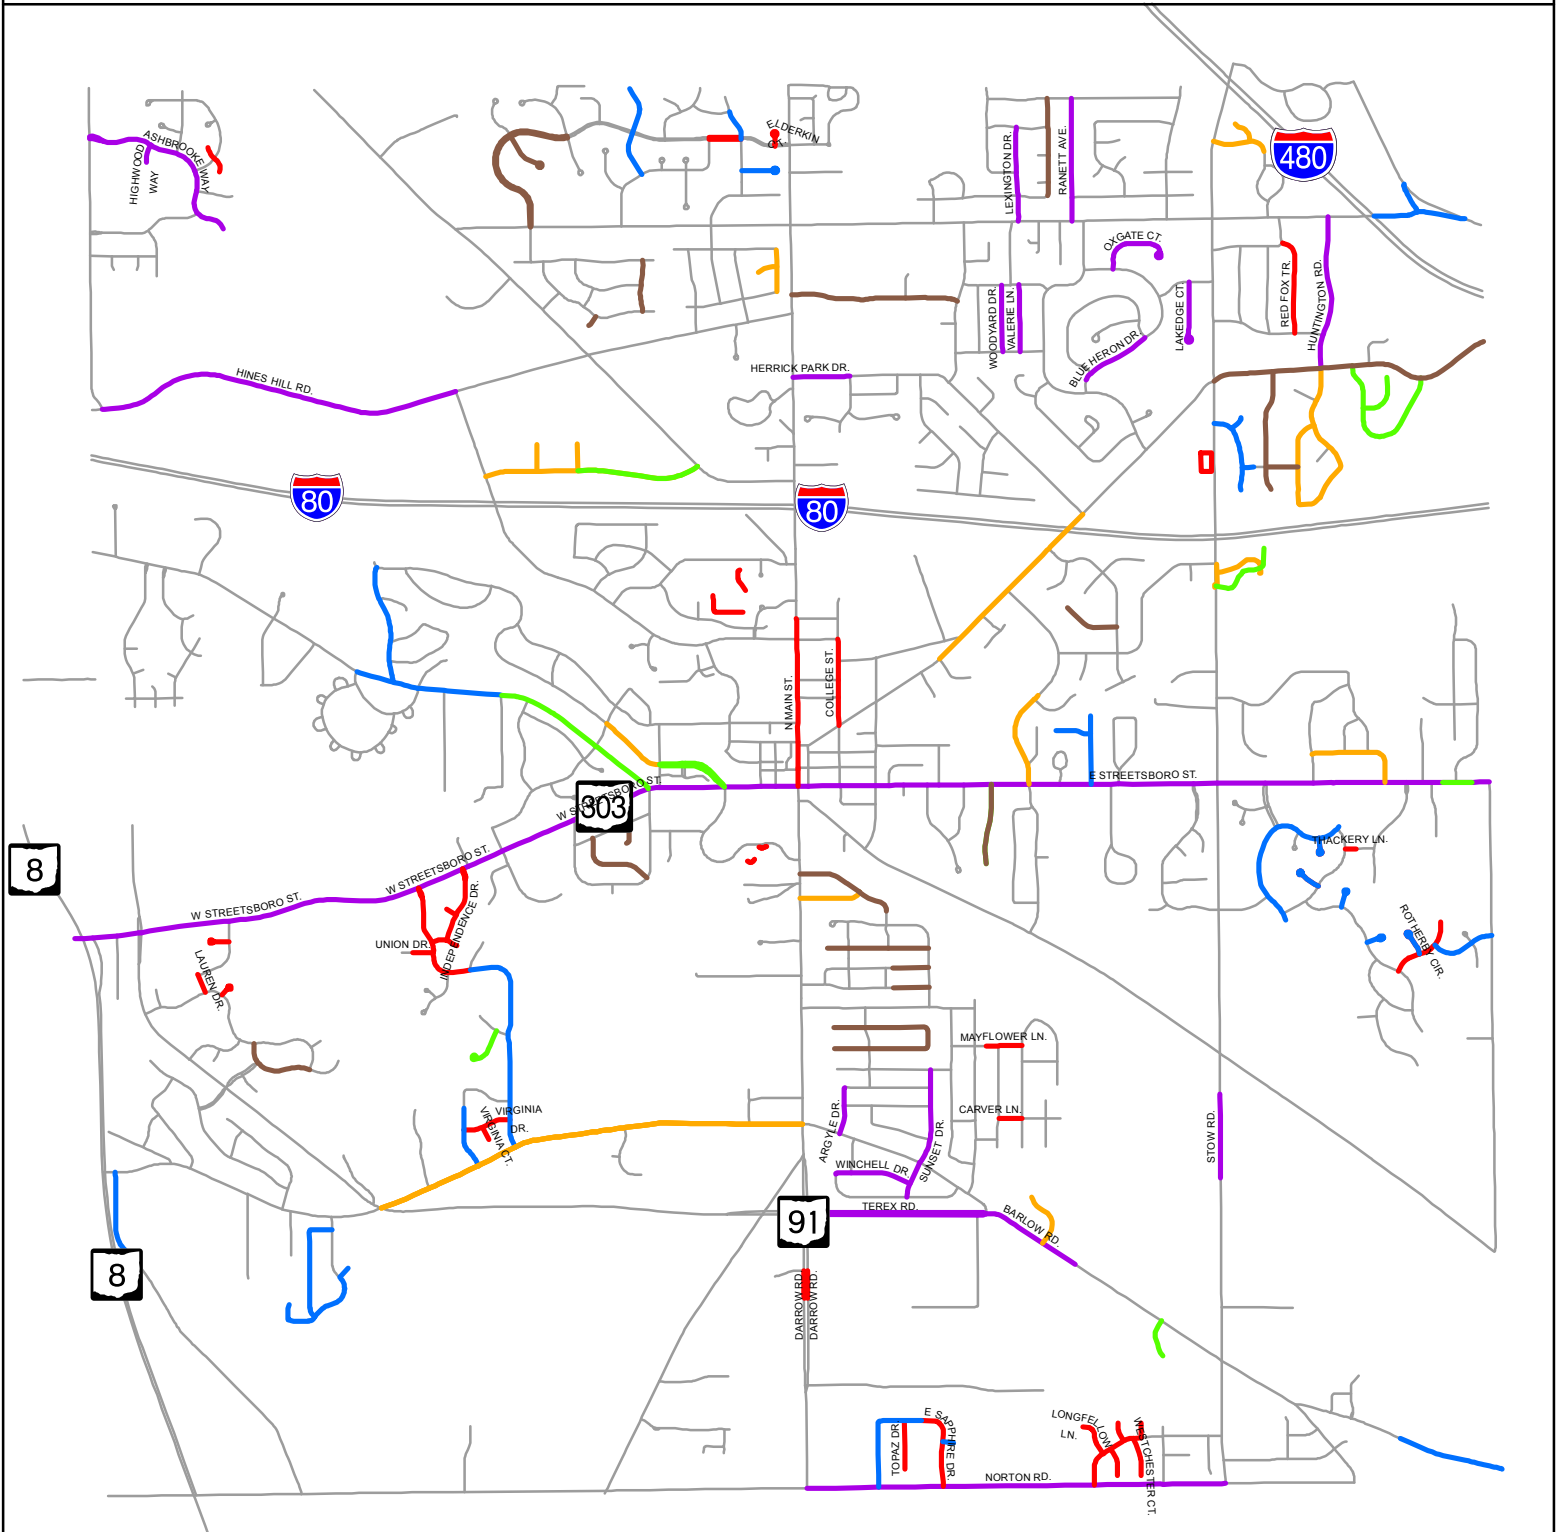 ELDERKIN
CT.
ASHBROOKE WAY
HIGHWOOD
WAY
480
LEXINGTON DR.
RANETT AVE.
OXGATE CT.
RED FOX TR.
HUNTINGTON RD.
LAKEDGE CT.
WOODYARD DR.
VALERIE LN.
BLUE HERON DR.
HERRICK PARK DR.
HINES HILL RD.
80
80
N MAIN ST.
COLLEGE ST.
E STREETSBORO ST.
W STREETSBORO ST.
303
THACKERY LN.
W STREETSBORO ST.
8
W STREETSBORO ST.
INDEPENDENCE DR.
UNION DR.
ROTHERBY CIR.
LAUREN DR.
MAYFLOWER LN.
VIRGINIA
DR.
VIRGINIA CT.
CARVER LN.
ARGYLE DR.
SUNSET DR.
STOW RD.
WINCHELL DR.
TEREX RD.
91
BARLOW RD.
8
DARROW RD.
DARROW RD.
E SAPPHIRE DR.
TOPAZ DR.
LONGFELLOW
LN.
WESTCHESTER CT.
NORTON RD.